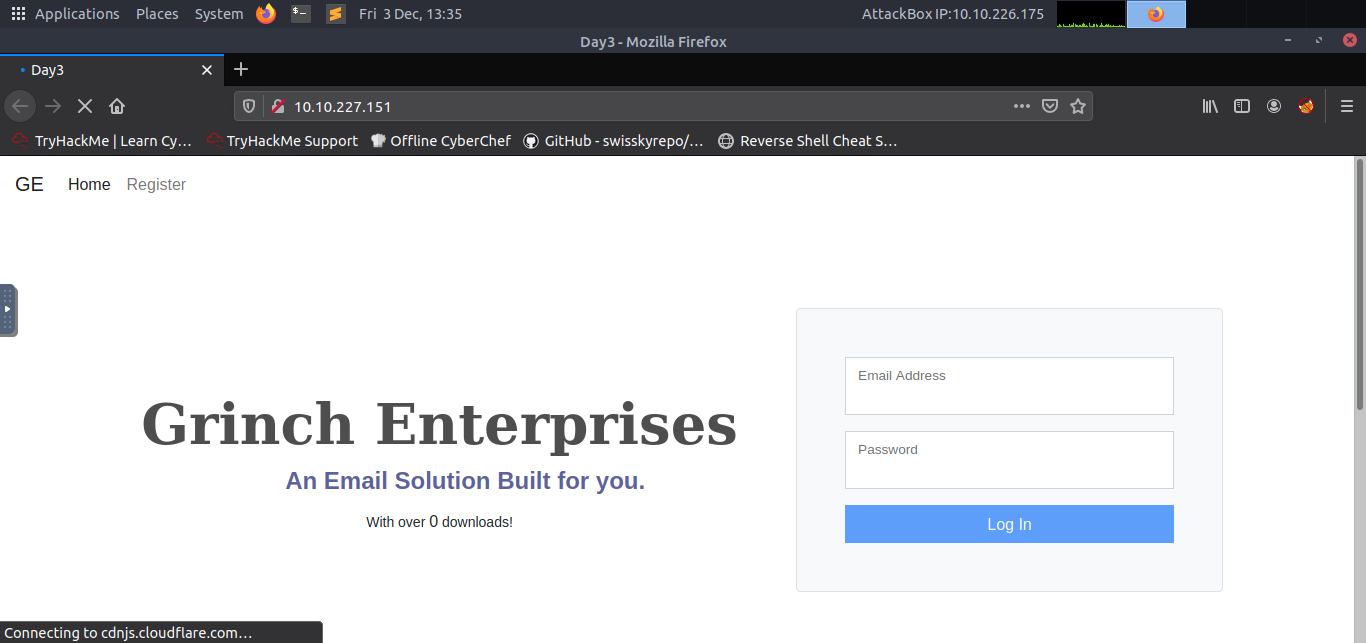 Applications Places System Fri 3 Dec, 13:35 AttackBox IP:10.10.226.175
Day3 - Mozilla Firefox
Day3
10.10.227.151
TryHackMe | Learn Cy… TryHackMe Support Offline CyberChef GitHub - swisskyrepo/… Reverse Shell Cheat S…
GE Home Register
Email Address
Password
Log In
Grinch Enterprises
An Email Solution Built for you.
With over 0 downloads!
Connecting to cdnjs.cloudflare.com…